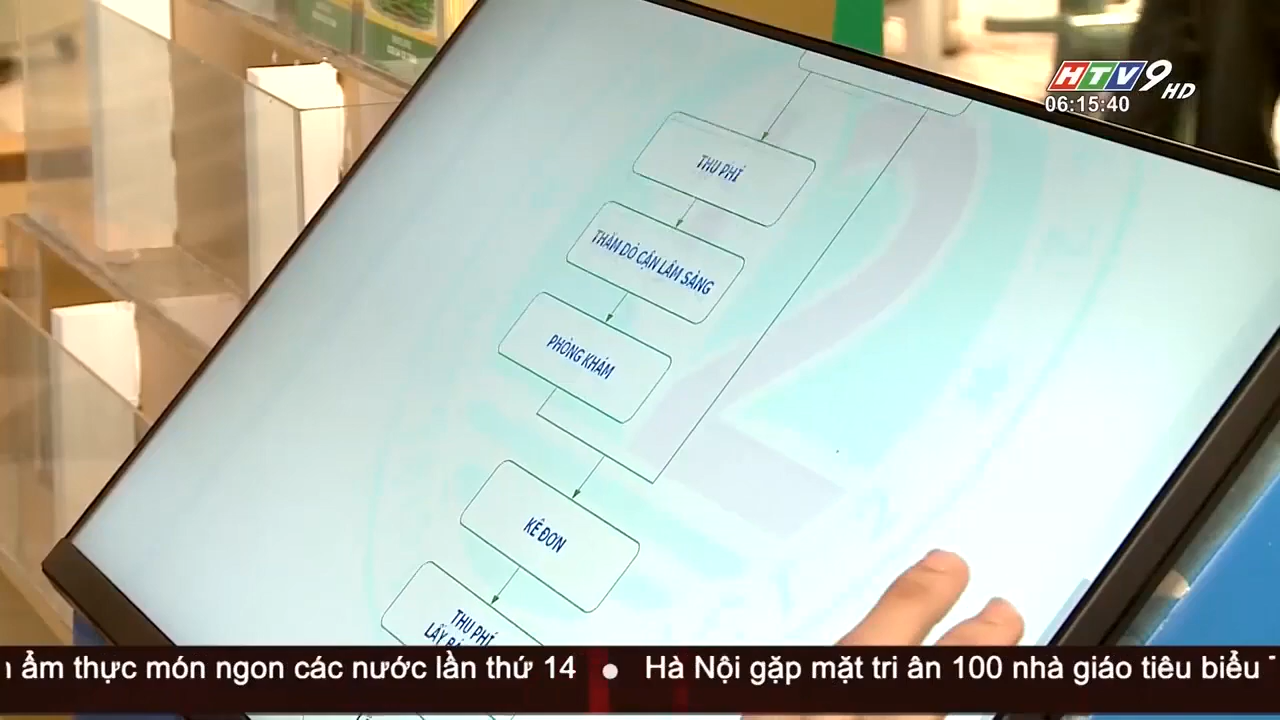 HTV9 HD
06:15:40
THU PHÍ
THĂM DÒ CẬN LÂM SÀNG
PHÒNG KHÁM
KÊ ĐƠN
THU PHÍ
LẤY
ẩm thực món ngon các nước lần thứ 14 ● Hà Nội gặp mặt tri ân 100 nhà giáo tiêu biểu